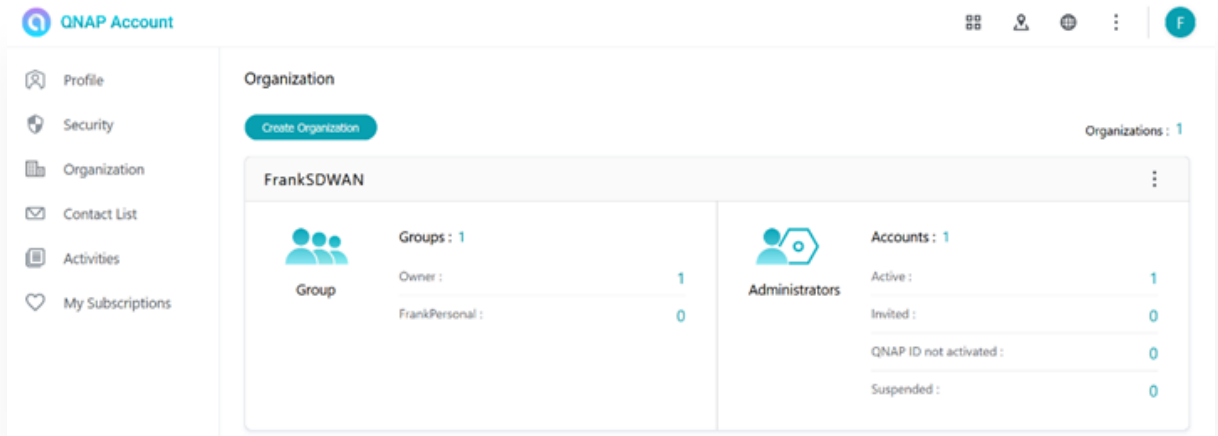 QNAP Account
F
Profile
Security
Organization
Contact List
Activities
My Subscriptions
Organization
Create Organization
Organizations : 1
FrankSDWAN
Group
Groups : 1
Owner : 1
FrankPersonal : 0
Administrators
Accounts : 1
Active : 1
Invited : 0
QNAP ID not activated : 0
Suspended : 0